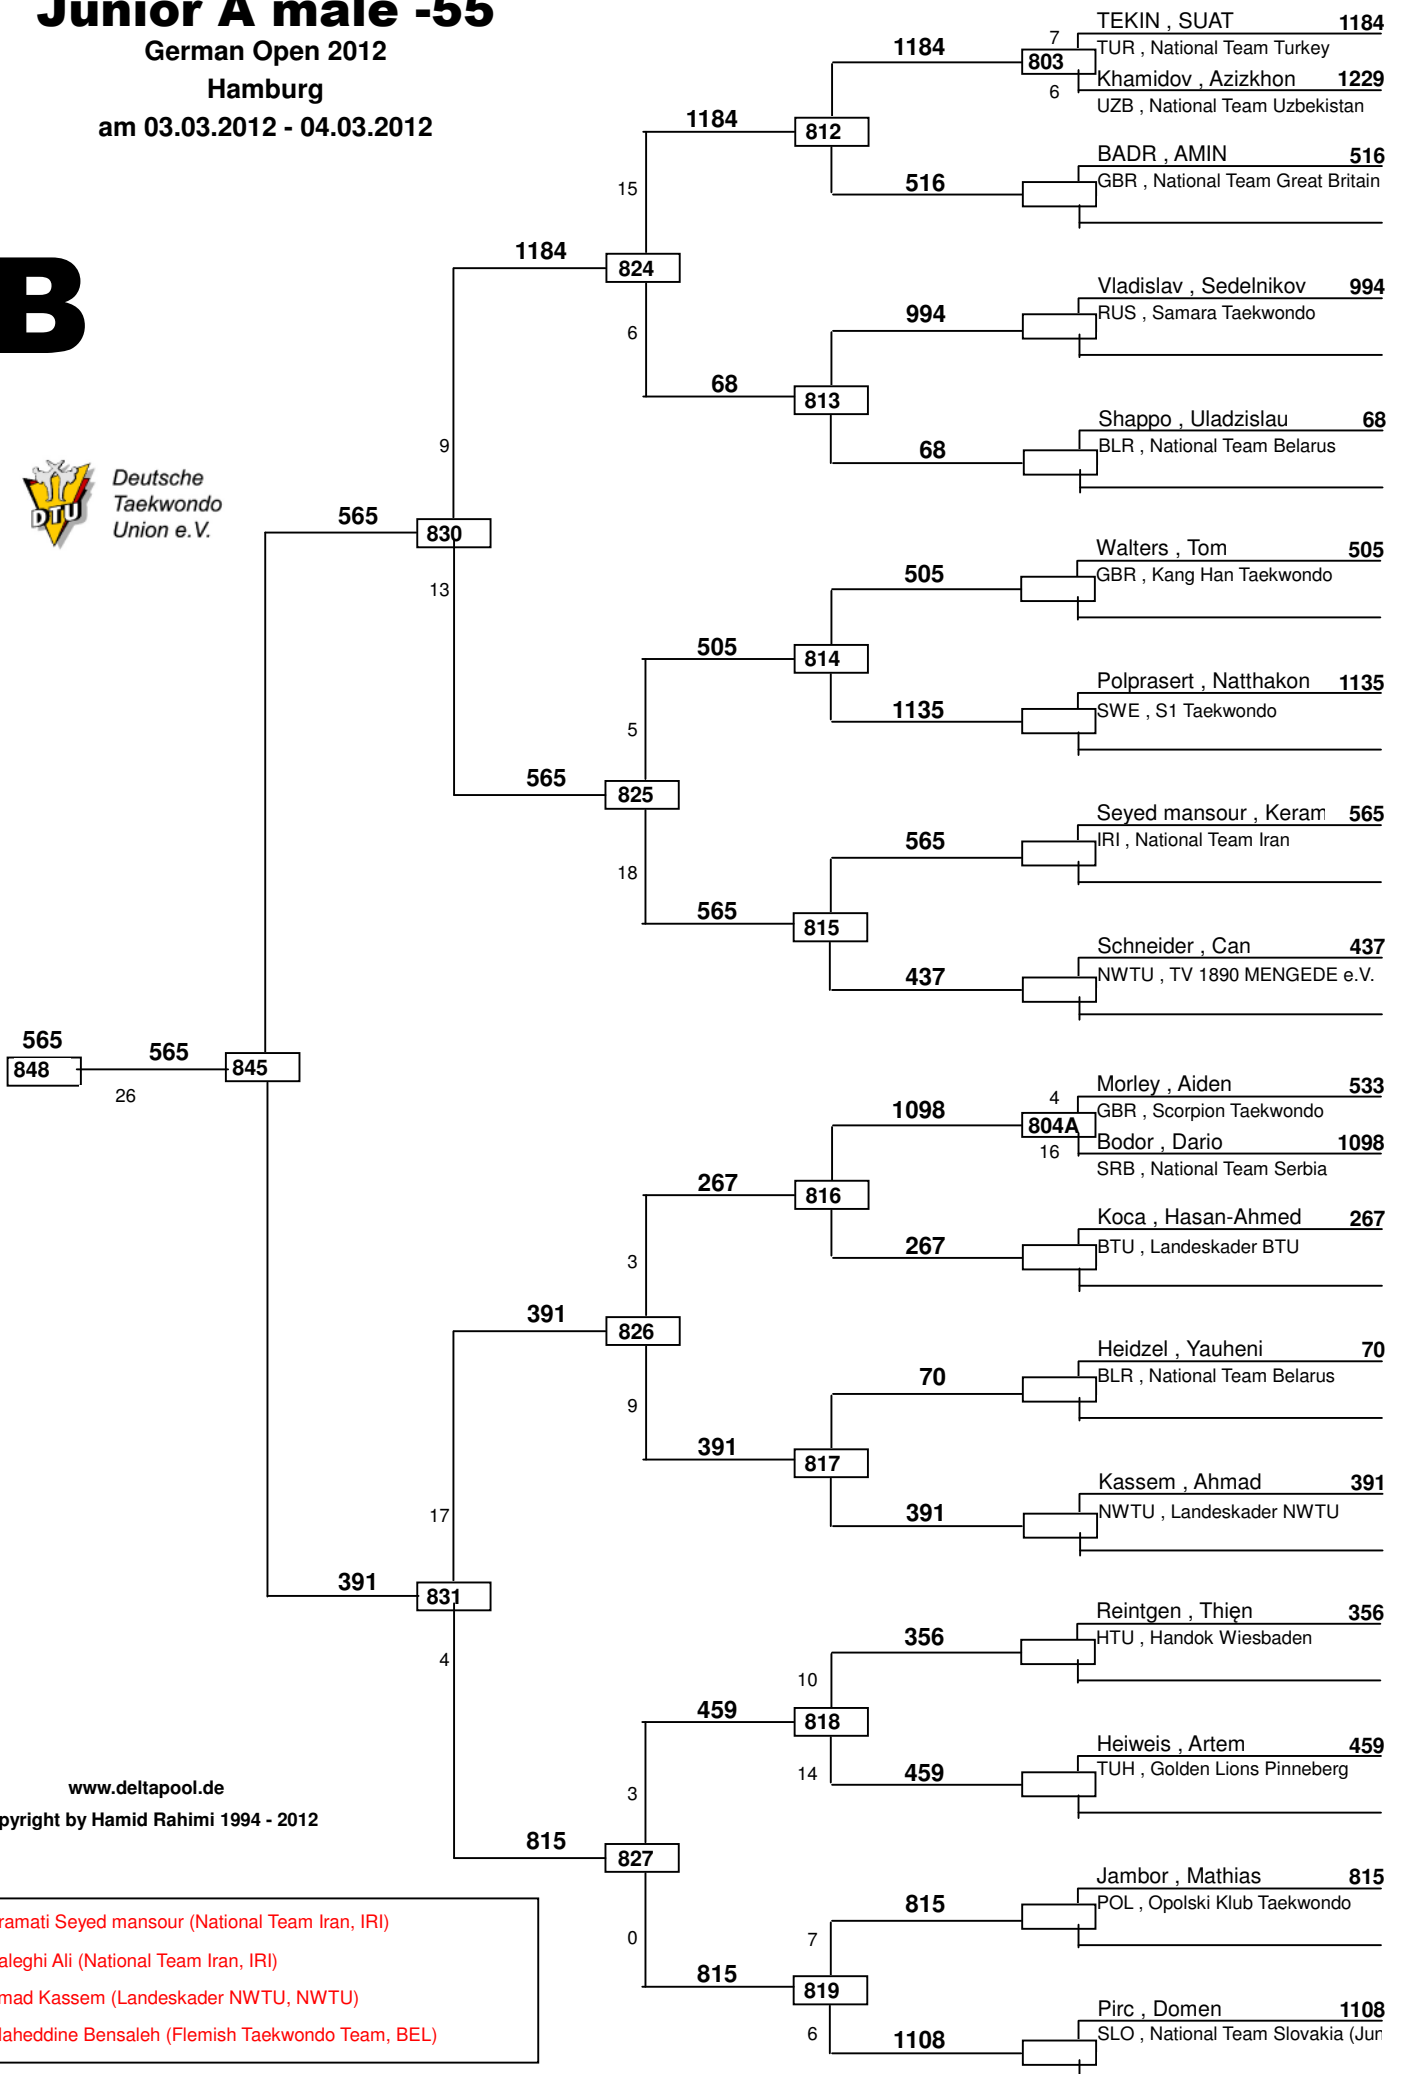 Junior A male -55
German Open 2012
Hamburg
am 03.03.2012 - 04.03.2012
B
DTU
Deutsche
Taekwondo
Union e.V.
TEKIN , SUAT 1184
7
1184
803
TUR , National Team Turkey
6
Khamidov , Azizkhon 1229
UZB , National Team Uzbekistan
1184
812
BADR , AMIN 516
516
GBR , National Team Great Britain
15
1184
824
6
Vladislav , Sedelnikov 994
994
RUS , Samara Taekwondo
68
813
Shappo , Uladzislau 68
68
BLR , National Team Belarus
9
565
830
13
Walters , Tom 505
505
GBR , Kang Han Taekwondo
505
814
Polprasert , Natthakon 1135
1135
SWE , S1 Taekwondo
5
565
825
18
Seyed mansour , Keram 565
565
IRI , National Team Iran
565
815
Schneider , Can 437
437
NWTU , TV 1890 MENGEDE e.V.
565
848
565
845
26
Morley , Aiden 533
4
1098
804A
GBR , Scorpion Taekwondo
16
Bodor , Dario 1098
SRB , National Team Serbia
267
816
Koca , Hasan-Ahmed 267
267
BTU , Landeskader BTU
3
391
826
9
Heidzel , Yauheni 70
70
BLR , National Team Belarus
391
817
Kassem , Ahmad 391
391
NWTU , Landeskader NWTU
17
391
831
4
Reintgen , Thięn 356
356
HTU , Handok Wiesbaden
10
459
818
14
Heiweis , Artem 459
459
TUH , Golden Lions Pinneberg
3
815
827
0
Jambor , Mathias 815
815
POL , Opolski Klub Taekwondo
7
815
819
6
Pirc , Domen 1108
1108
SLO , National Team Slovakia (Jun
www.deltapool.de
pyright by Hamid Rahimi 1994 - 2012
ramati Seyed mansour (National Team Iran, IRI)
aleghi Ali (National Team Iran, IRI)
mad Kassem (Landeskader NWTU, NWTU)
laheddine Bensaleh (Flemish Taekwondo Team, BEL)